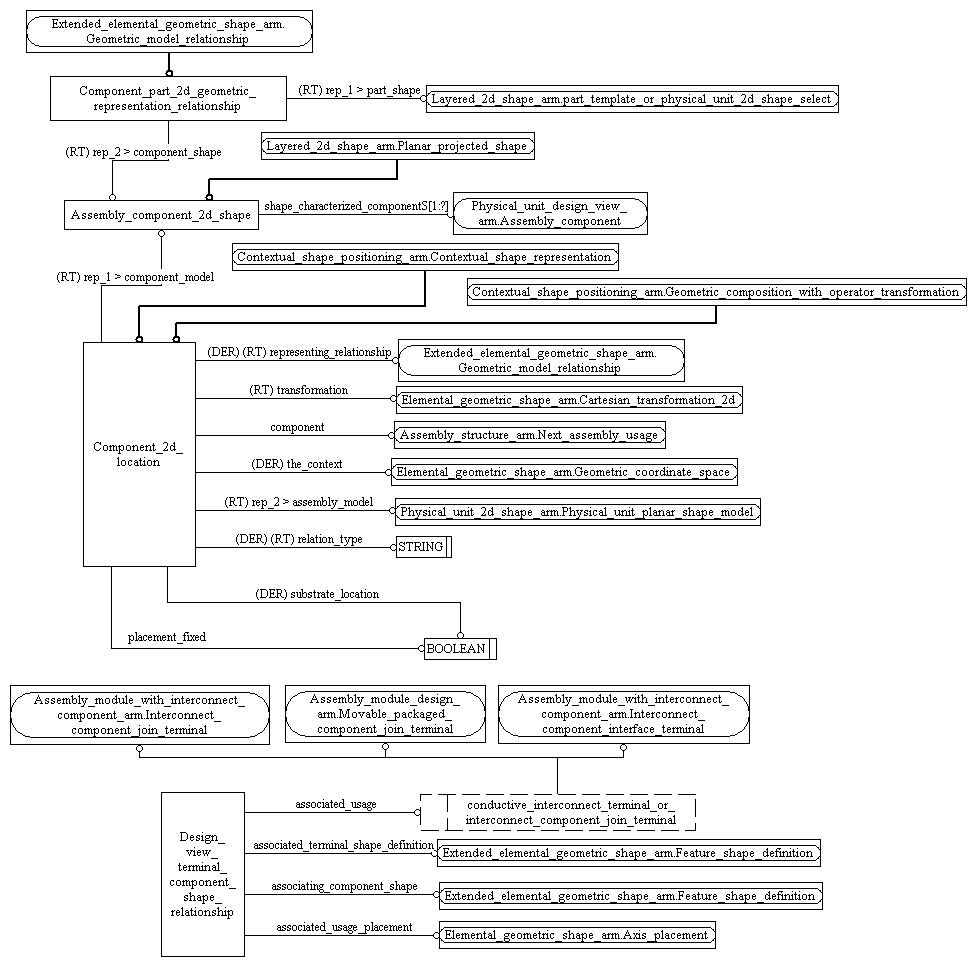 Extended_elemental_geometric_shape_arm.
Geometric_model_relationship
Component_part_2d_geometric_
representation_relationship
(RT) rep_1 > part_shape
Layered_2d_shape_arm.part_template_or_physical_unit_2d_shape_select
(RT) rep_2 > component_shape
Layered_2d_shape_arm.Planar_projected_shape
Assembly_component_2d_shape
shape_characterized_componentS[1:?]
Physical_unit_design_view_
arm.Assembly_component
Contextual_shape_positioning_arm.Contextual_shape_representation
(RT) rep_1 > component_model
Contextual_shape_positioning_arm.Geometric_composition_with_operator_transformation
Component_2d_
location
(DER) (RT) representing_relationship
Extended_elemental_geometric_shape_arm.
Geometric_model_relationship
(RT) transformation
Elemental_geometric_shape_arm.Cartesian_transformation_2d
component
Assembly_structure_arm.Next_assembly_usage
(DER) the_context
Elemental_geometric_shape_arm.Geometric_coordinate_space
(RT) rep_2 > assembly_model
Physical_unit_2d_shape_arm.Physical_unit_planar_shape_model
(DER) (RT) relation_type
STRING
(DER) substrate_location
placement_fixed
BOOLEAN
Assembly_module_with_interconnect_
component_arm.Interconnect_
component_join_terminal
Assembly_module_design_
arm.Movable_packaged_
component_join_terminal
Assembly_module_with_interconnect_
component_arm.Interconnect_
component_interface_terminal
Design_
view_
terminal_
component_
shape_
relationship
associated_usage
conductive_interconnect_terminal_or_
interconnect_component_join_terminal
associated_terminal_shape_definition
Extended_elemental_geometric_shape_arm.Feature_shape_definition
associating_component_shape
Extended_elemental_geometric_shape_arm.Feature_shape_definition
associated_usage_placement
Elemental_geometric_shape_arm.Axis_placement